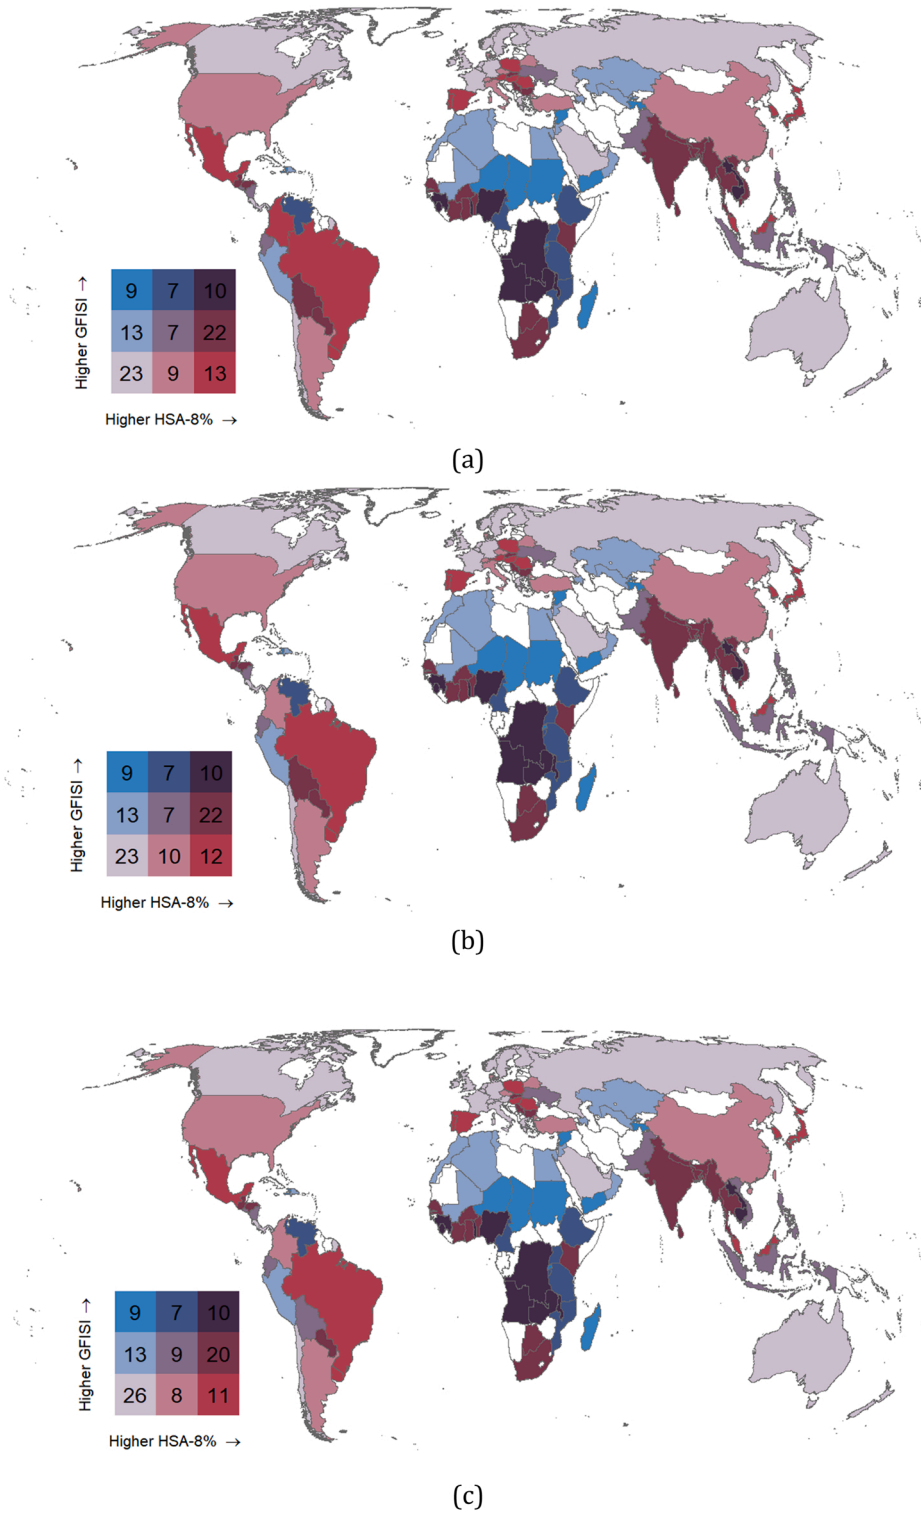 Higher GFISI →
9 7 10
13 7 22
23 9 13
Higher HSA-8% →
(a)
Higher GFISI →
9 7 10
13 7 22
23 10 12
Higher HSA-8% →
(b)
Higher GFISI →
9 7 10
13 9 20
26 8 11
Higher HSA-8% →
(c)